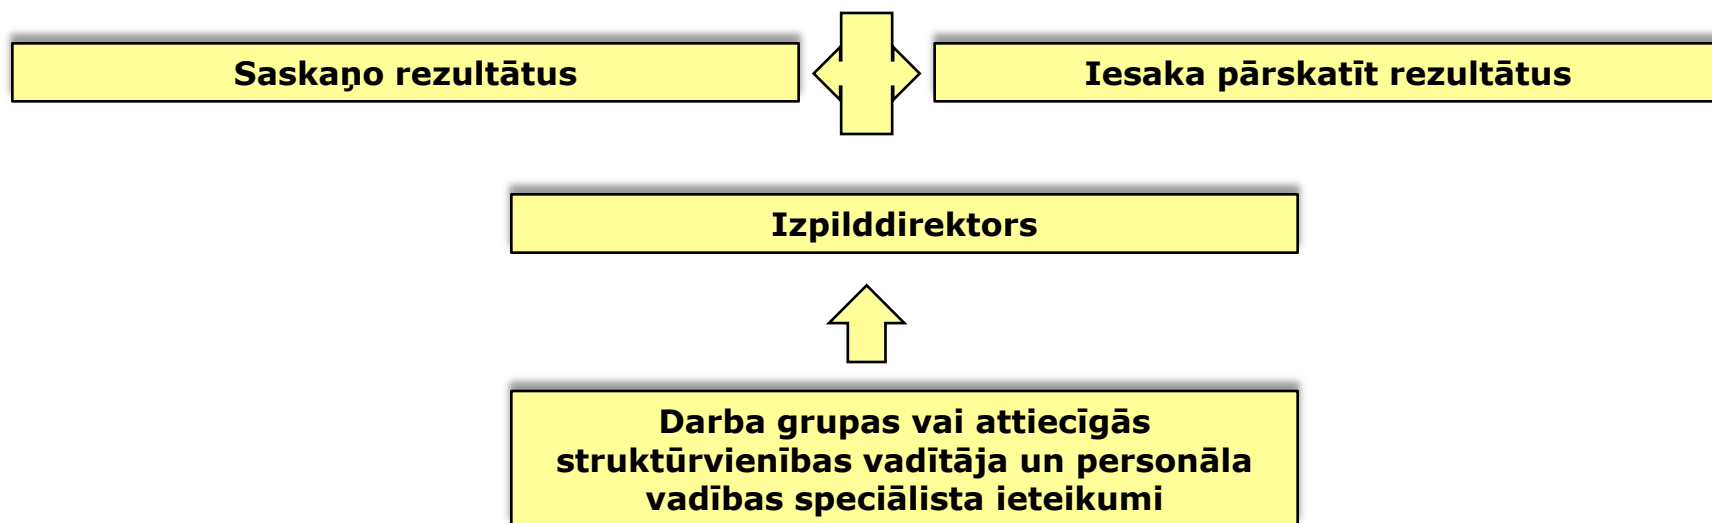 Saskaņo rezultātus
Iesaka pārskatīt rezultātus
Izpilddirektors
Darba grupas vai attiecīgās
struktūrvienības vadītāja un personāla
vadības speciālista ieteikumi